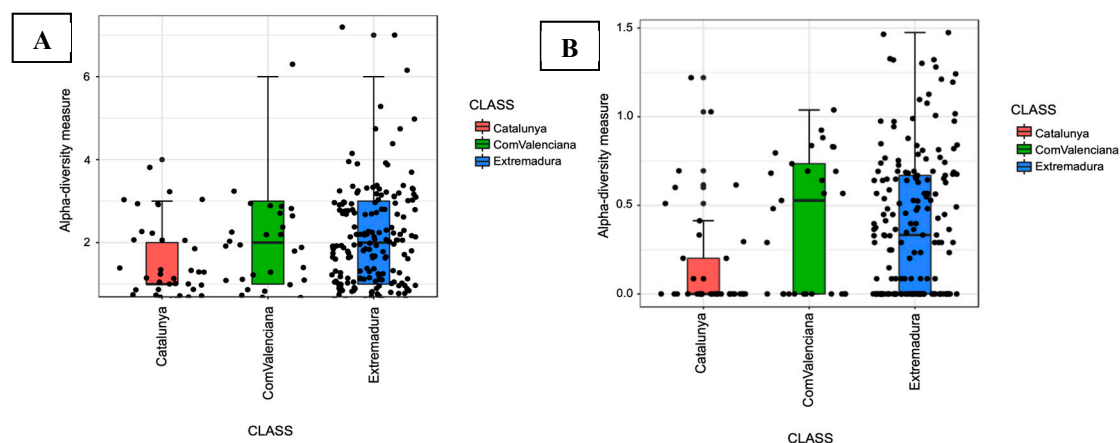 A
Alpha-diversity measure
6
4
2
Catalunya
ComValenciana
Extremadura
CLASS
CLASS
Catalunya
ComValenciana
Extremadura
B
Alpha-diversity measure
1.5
1.0
0.5
0.0
Catalunya
ComValenciana
Extremadura
CLASS
CLASS
Catalunya
ComValenciana
Extremadura